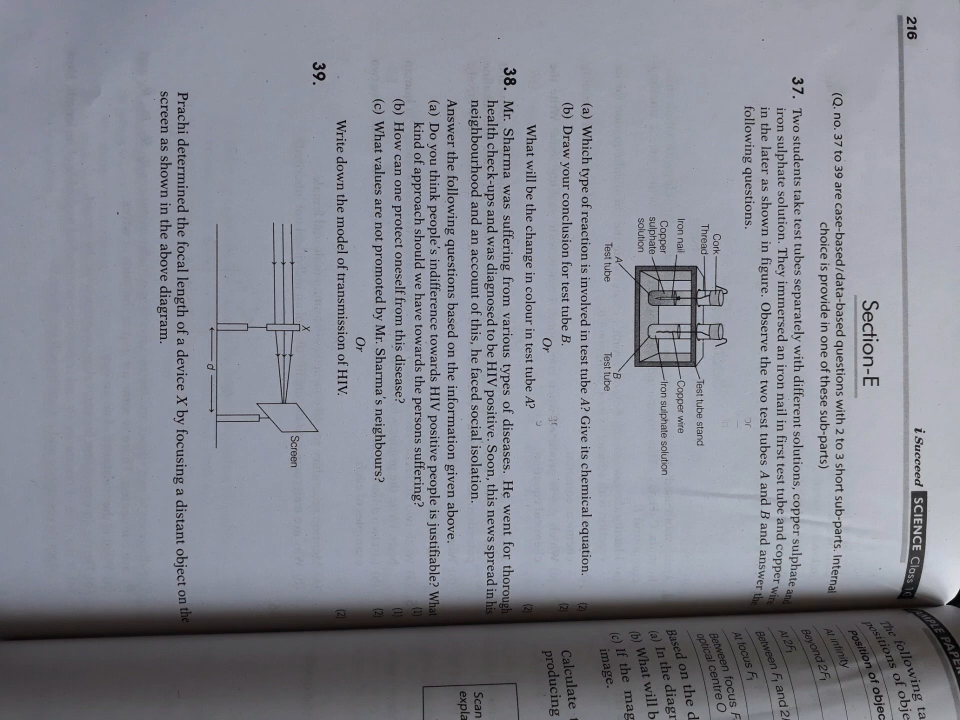 216
i Succeed SCIENCE Class 10
Section-E
(Q. no. 37 to 39 are case-based/data-based questions with 2 to 3 short sub-parts. Internal
choice is provide in one of these sub-parts)
37. Two students take test tubes separately with different solutions, copper sulphate and
iron sulphate solution. They immersed an iron nail in first test tube and copper wire
in the later as shown in figure. Observe the two test tubes A and B and answer the
following questions.
Cork
Thread
Iron nail
Copper
sulphate
solution
A
Test tube
Test tube stand
Copper wire
Iron sulphate solution
B
Test tube
(a) Which type of reaction is involved in test tube A? Give its chemical equation. (2)
(b) Draw your conclusion for test tube B. (2)
Or
What will be the change in colour in test tube A? (2)
38. Mr. Sharma was suffering from various types of diseases. He went for thorough
health check-ups and was diagnosed to be HIV positive. Soon, this news spread in his
neighbourhood and an account of this, he faced social isolation.
Answer the following questions based on the information given above.
(a) Do you think people's indifference towards HIV positive people is justifiable? What
kind of approach should we have towards the persons suffering? (1)
(b) How can one protect oneself from this disease? (1)
(c) What values are not promoted by Mr. Sharma's neighbours? (2)
Or
Write down the model of transmission of HIV. (2)
39.
X
Screen
d
Prachi determined the focal length of a device X by focusing a distant object on the
screen as shown in the above diagram.
The following
positions of
Position of
At infinity
Beyond 2F₁
At 2F₁
Between F₁ and
At focus F₁
Between focus
optical centre O
Based on the
(a) In the
(b) What will
(c) If the
image.
Calculate
producing
Scan